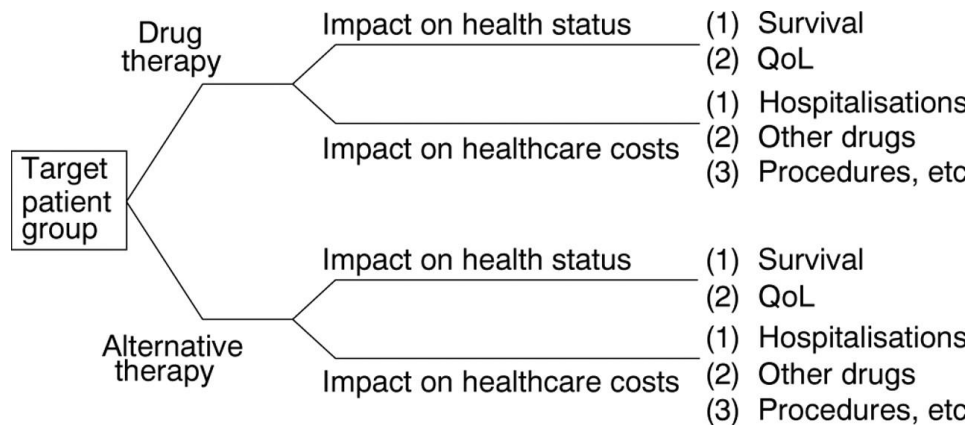 Drug
therapy
Impact on health status
(1) Survival
(2) QoL
Impact on healthcare costs
(1) Hospitalisations
(2) Other drugs
(3) Procedures, etc
Target
patient
group
Alternative
therapy
Impact on health status
(1) Survival
(2) QoL
Impact on healthcare costs
(1) Hospitalisations
(2) Other drugs
(3) Procedures, etc